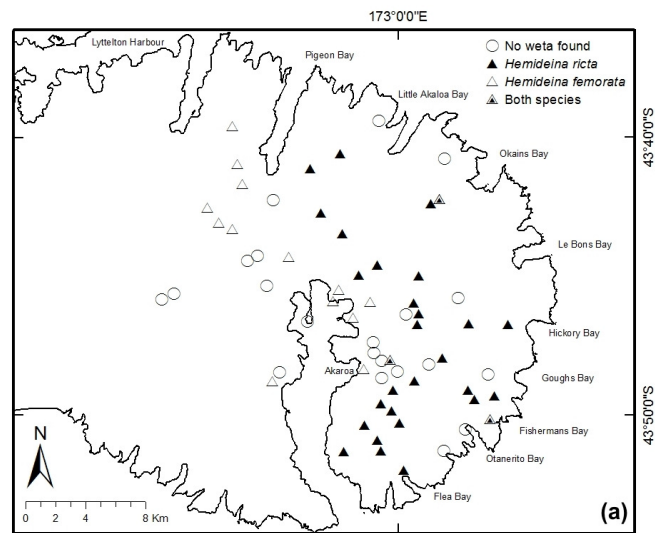 173°0'0"E
Lyttelton Harbour
Pigeon Bay
No weta found
Hemideina ricta
Hemideina femorata
Both species
Little Akaloa Bay
43°40'0"S
Okains Bay
Le Bons Bay
Hickory Bay
Akaroa
Goughs Bay
43°50'0"S
Fishermans Bay
Otanerito Bay
Flea Bay
N
0 2 4 8 Km
(a)